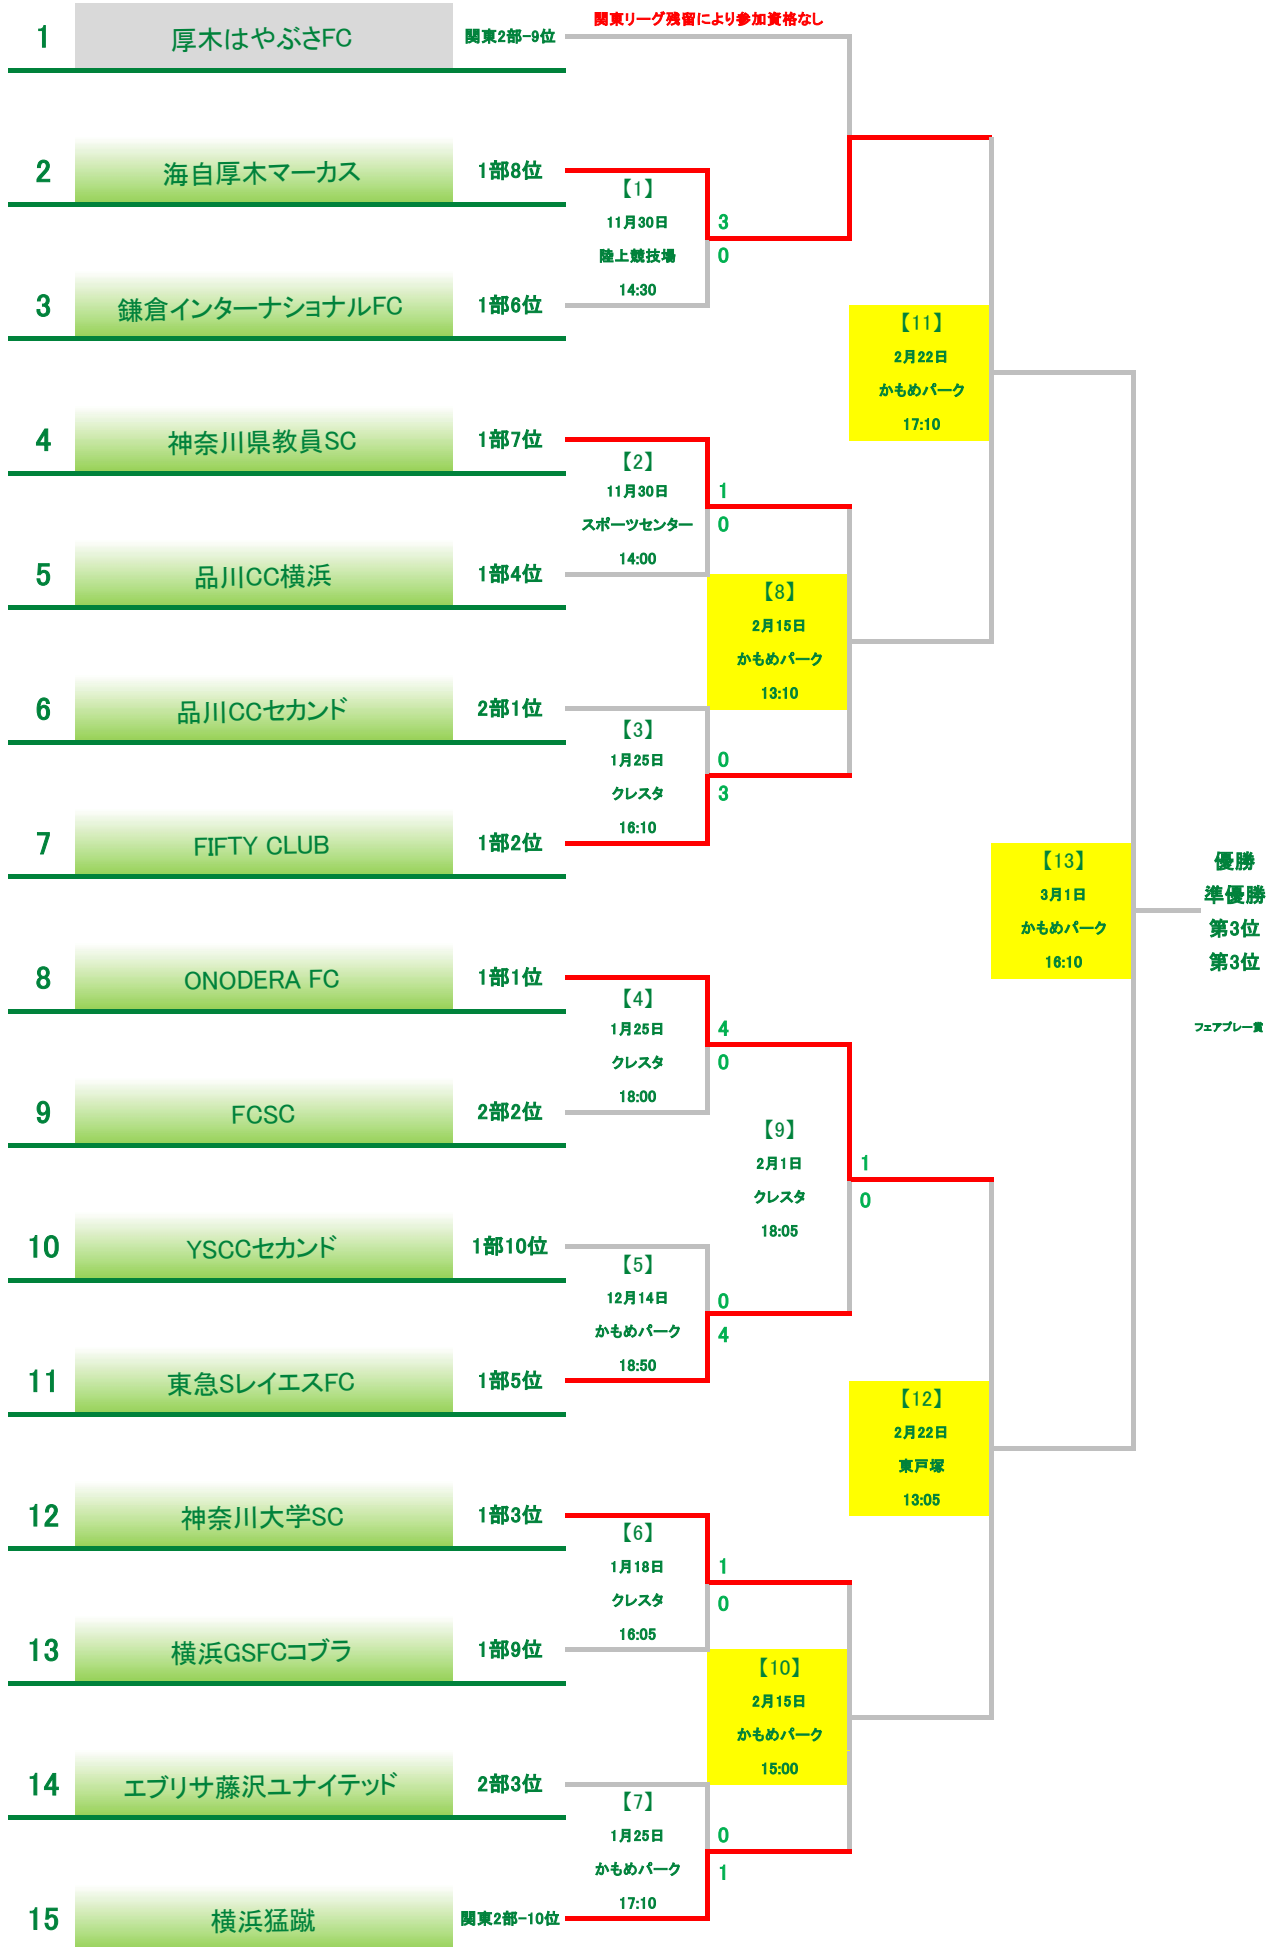 関東リーグ残留により参加資格なし
1 厚木はやぶさFC 関東2部-9位
2 海自厚木マーカス 1部8位
【1】
11月30日 3
陸上競技場 0
14:30
3 鎌倉インターナショナルFC 1部6位
【11】
2月22日
かもめパーク
17:10
4 神奈川県教員SC 1部7位
【2】
11月30日 1
スポーツセンター 0
14:00
5 品川CC横浜 1部4位
【8】
2月15日
かもめパーク
13:10
6 品川CCセカンド 2部1位
【3】
1月25日 0
クレスタ 3
16:10
7 FIFTY CLUB 1部2位
【13】
3月1日
かもめパーク
16:10
優勝
準優勝
第3位
第3位
フェアプレー賞
8 ONODERA FC 1部1位
【4】
1月25日 4
クレスタ 0
18:00
9 FCSC 2部2位
【9】
2月1日 1
クレスタ 0
18:05
10 YSCCセカンド 1部10位
【5】
12月14日 0
かもめパーク 4
18:50
11 東急SレイエスFC 1部5位
【12】
2月22日
東戸塚
13:05
12 神奈川大学SC 1部3位
【6】
1月18日 1
クレスタ 0
16:05
13 横浜GSFCコブラ 1部9位
【10】
2月15日
かもめパーク
15:00
14 エブリサ藤沢ユナイテッド 2部3位
【7】
1月25日 0
かもめパーク 1
17:10
15 横浜猛蹴 関東2部-10位